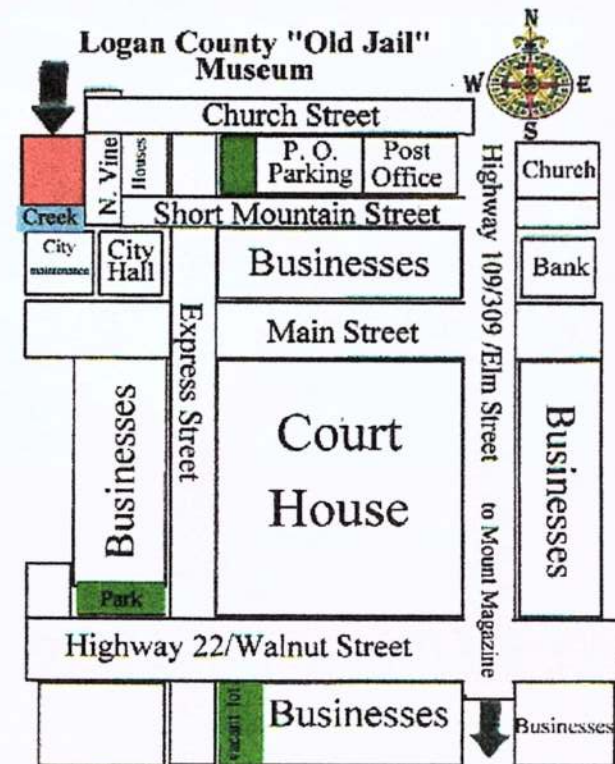 Logan County "Old Jail"
Museum
N
W
E
S
Church Street
N. Vine
Houses
P. O.
Parking
Post
Office
Church
Creek
Short Mountain Street
City
maintenance
City
Hall
Businesses
Bank
Main Street
Express Street
Highway 109/309 /Elm Street
to Mount Magazine
Businesses
Court
House
Businesses
Park
Highway 22/Walnut Street
vacant lot
Businesses
Businesses